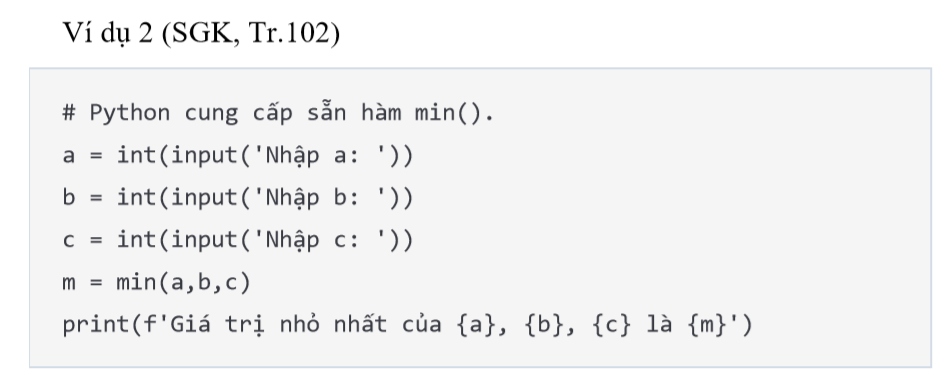 Ví dụ 2 (SGK, Tr.102)
# Python cung cấp sẵn hàm min().
a = int(input('Nhập a: '))
b = int(input('Nhập b: '))
c = int(input('Nhập c: '))
m = min(a,b,c)
print(f'Giá trị nhỏ nhất của {a}, {b}, {c} là {m}')